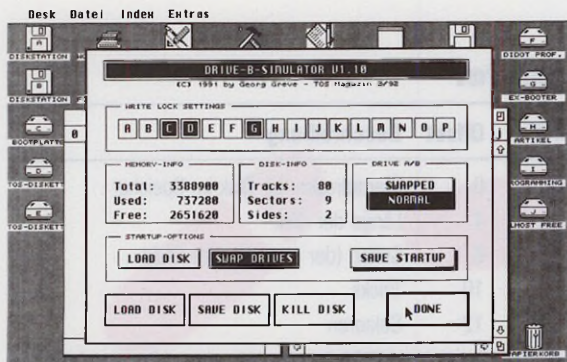 Desk Datei Index Extras
DISKSTATION
DIDOT PROF.
DISKSTATION
EX-BOOTER
BOOTPLATTE
ARTIKEL
TOS-DISKETT
ROGRAMMING
TOS-DISKETT
LMOST FREE
PAPIERKORB
DRIVE-B-SIMULATOR V1.10
(C) 1991 by Georg Greve - TOS Magazin 3/92
WRITE LOCK SETTINGS
A B C D E F G H I J K L M N O P
MEMORY-INFO
Total: 3388900
Used: 737280
Free: 2651620
DISK-INFO
Tracks: 80
Sectors: 9
Sides: 2
DRIVE A/B
SWAPPED
NORMAL
STARTUP-OPTIONS
LOAD DISK SWAP DRIVES SAVE STARTUP
LOAD DISK SAVE DISK KILL DISK DONE